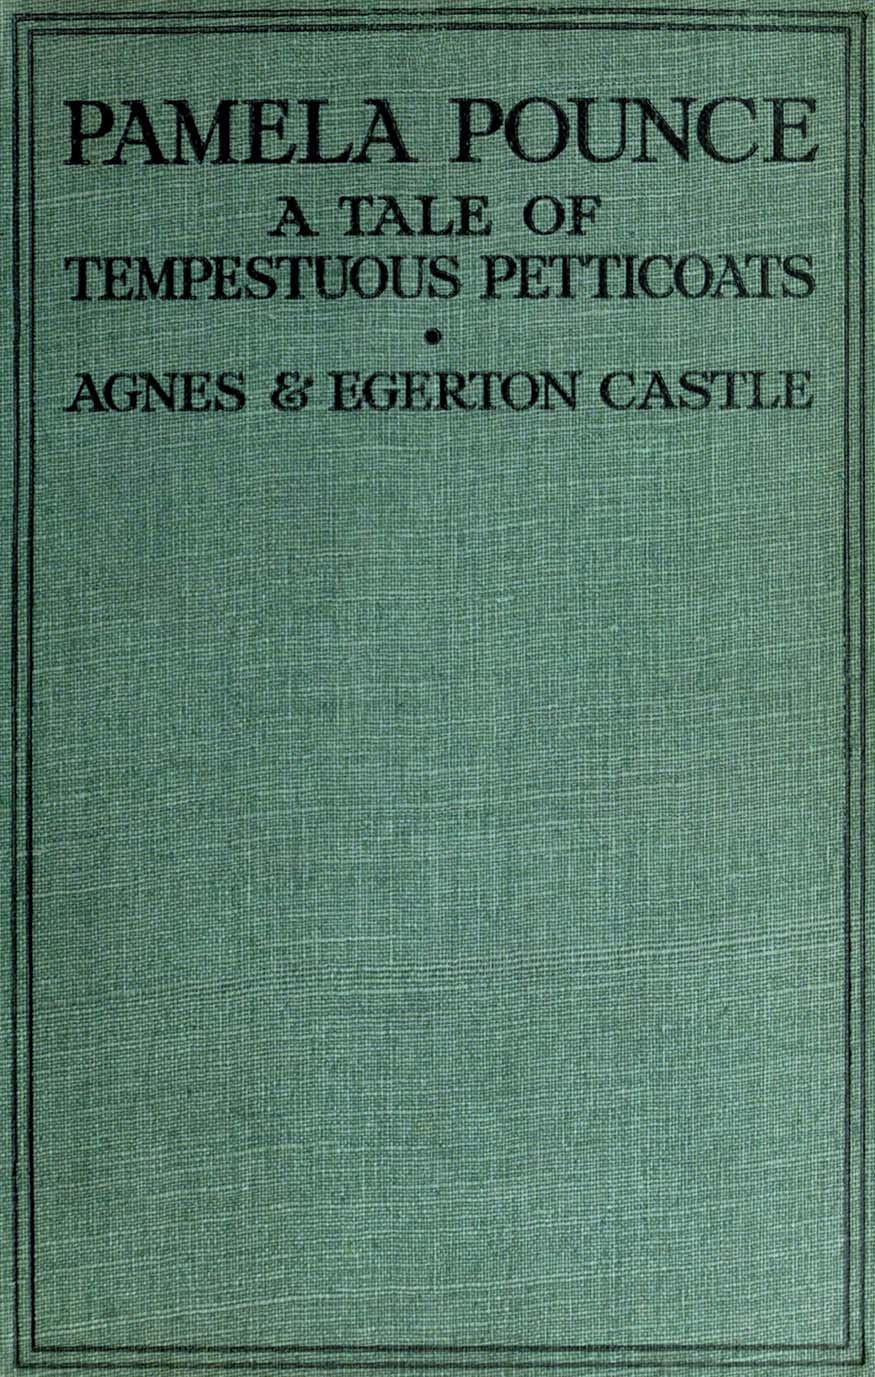 PAMELA POUNCE
A TALE OF
TEMPESTUOUS PETTICOATS
•
AGNES & EGERTON CASTLE